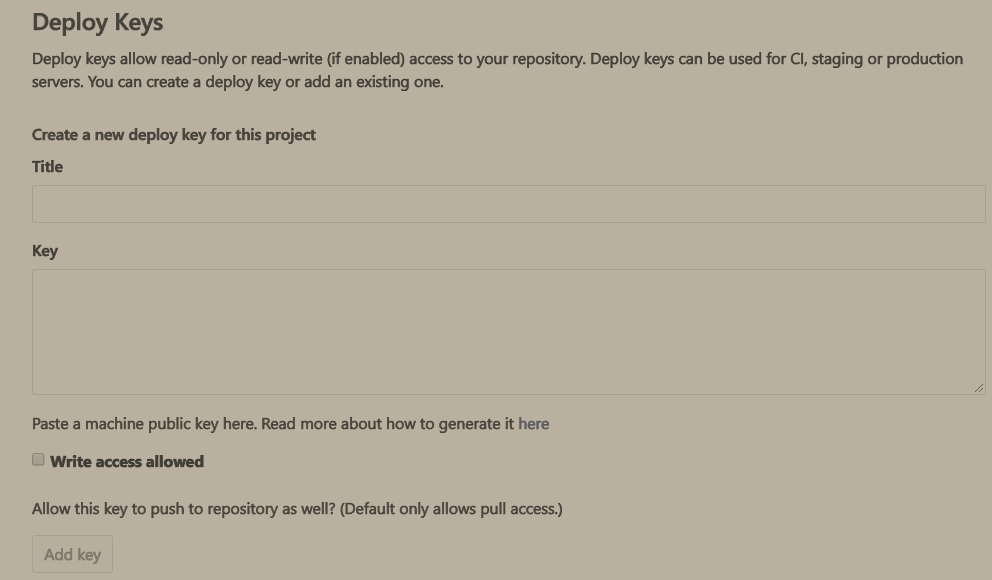 Deploy Keys
Deploy keys allow read-only or read-write (if enabled) access to your repository. Deploy keys can be used for CI, staging or production
servers. You can create a deploy key or add an existing one.
Create a new deploy key for this project
Title
Key
Paste a machine public key here. Read more about how to generate it here
Write access allowed
Allow this key to push to repository as well? (Default only allows pull access.)
Add key